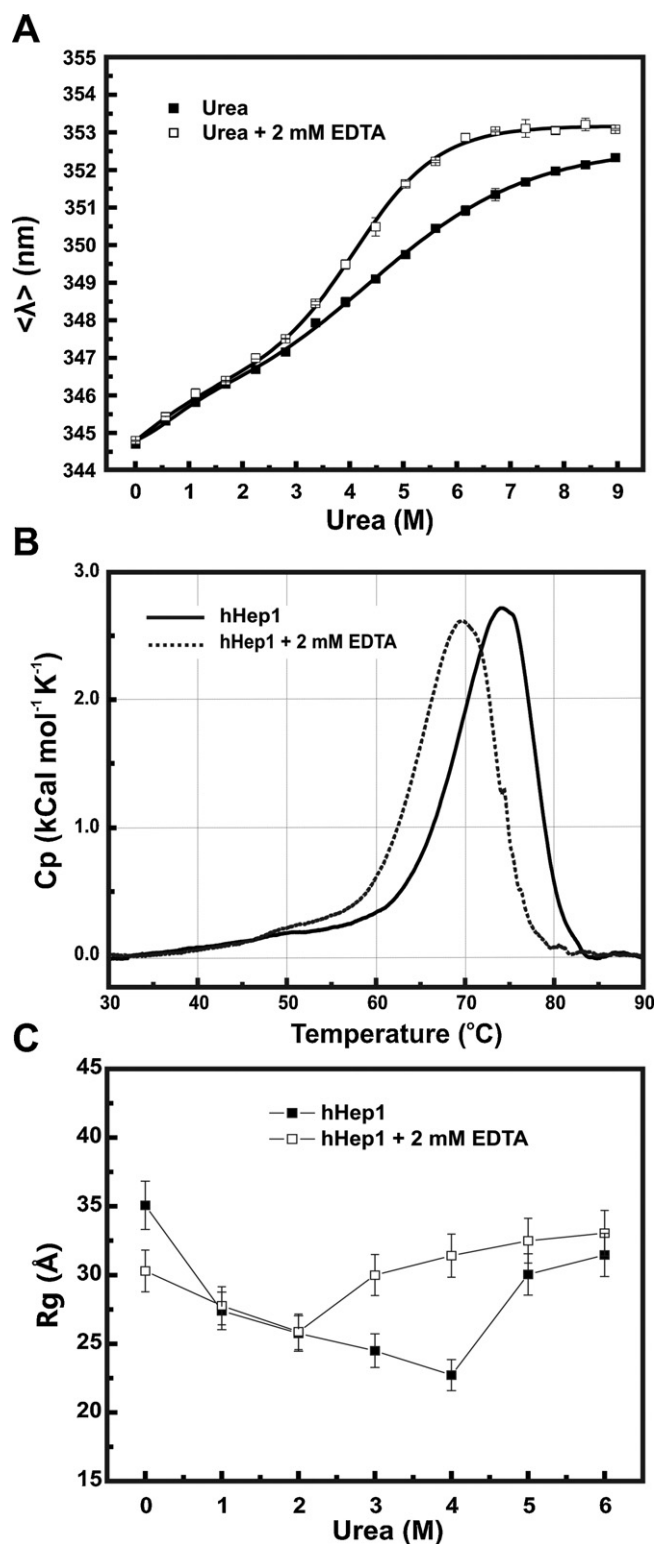 A
355
354
353
352
351
350
349
348
347
346
345
344
<λ> (nm)
Urea
Urea + 2 mM EDTA
0 1 2 3 4 5 6 7 8 9
Urea (M)
B
3.0
2.0
1.0
0.0
Cp (kCal mol⁻¹ K⁻¹)
hHep1
hHep1 + 2 mM EDTA
30 40 50 60 70 80 90
Temperature (°C)
C
45
40
35
30
25
20
15
Rg (Å)
hHep1
hHep1 + 2 mM EDTA
0 1 2 3 4 5 6
Urea (M)